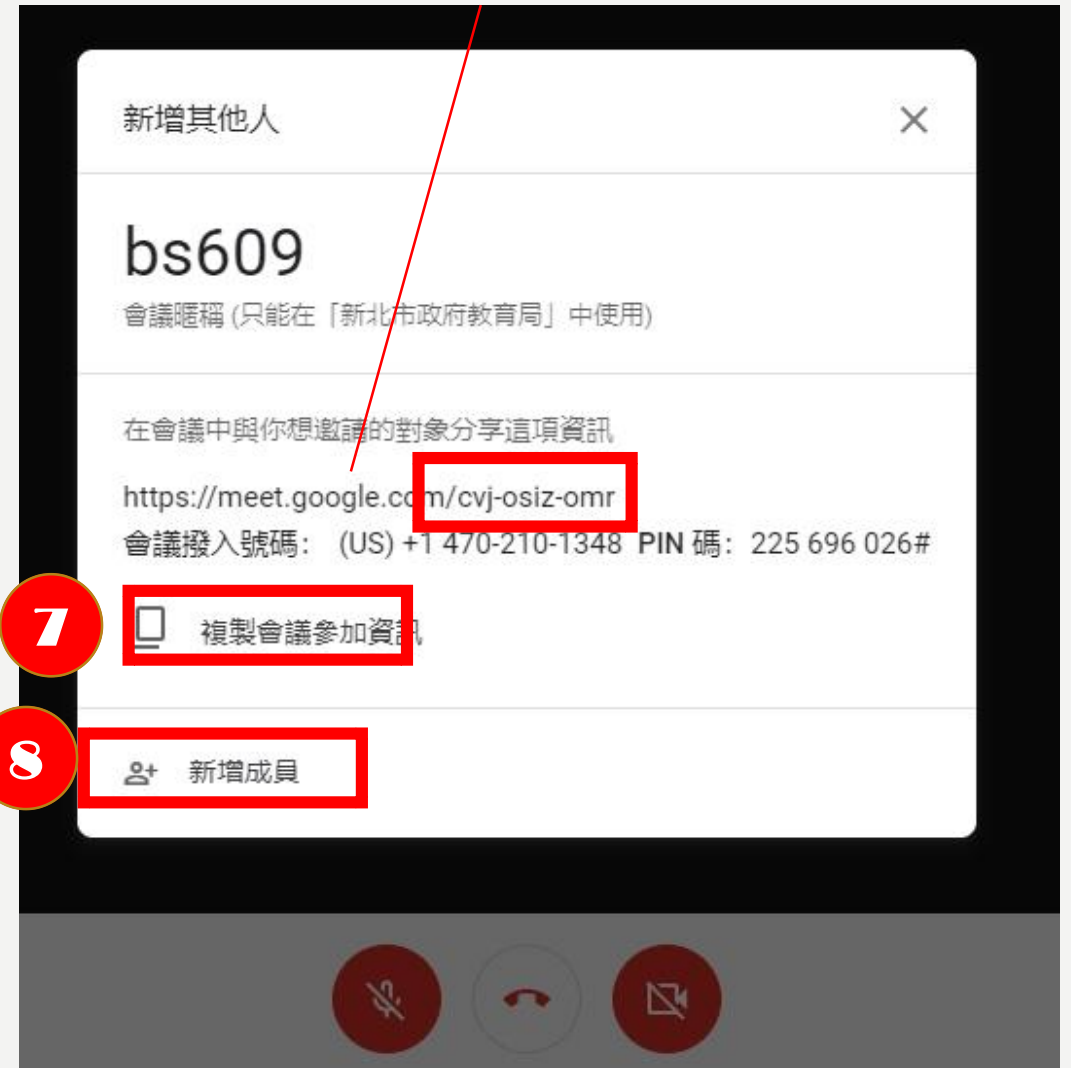 新增其他人
bs609
會議暱稱 (只能在「新北市政府教育局」中使用)
在會議中與你想邀請的對象分享這項資訊
https://meet.google.com/cvj-osiz-omr
會議撥入號碼： (US) +1 470-210-1348 PIN 碼：225 696 026#
7
複製會議參加資訊
8
新增成員